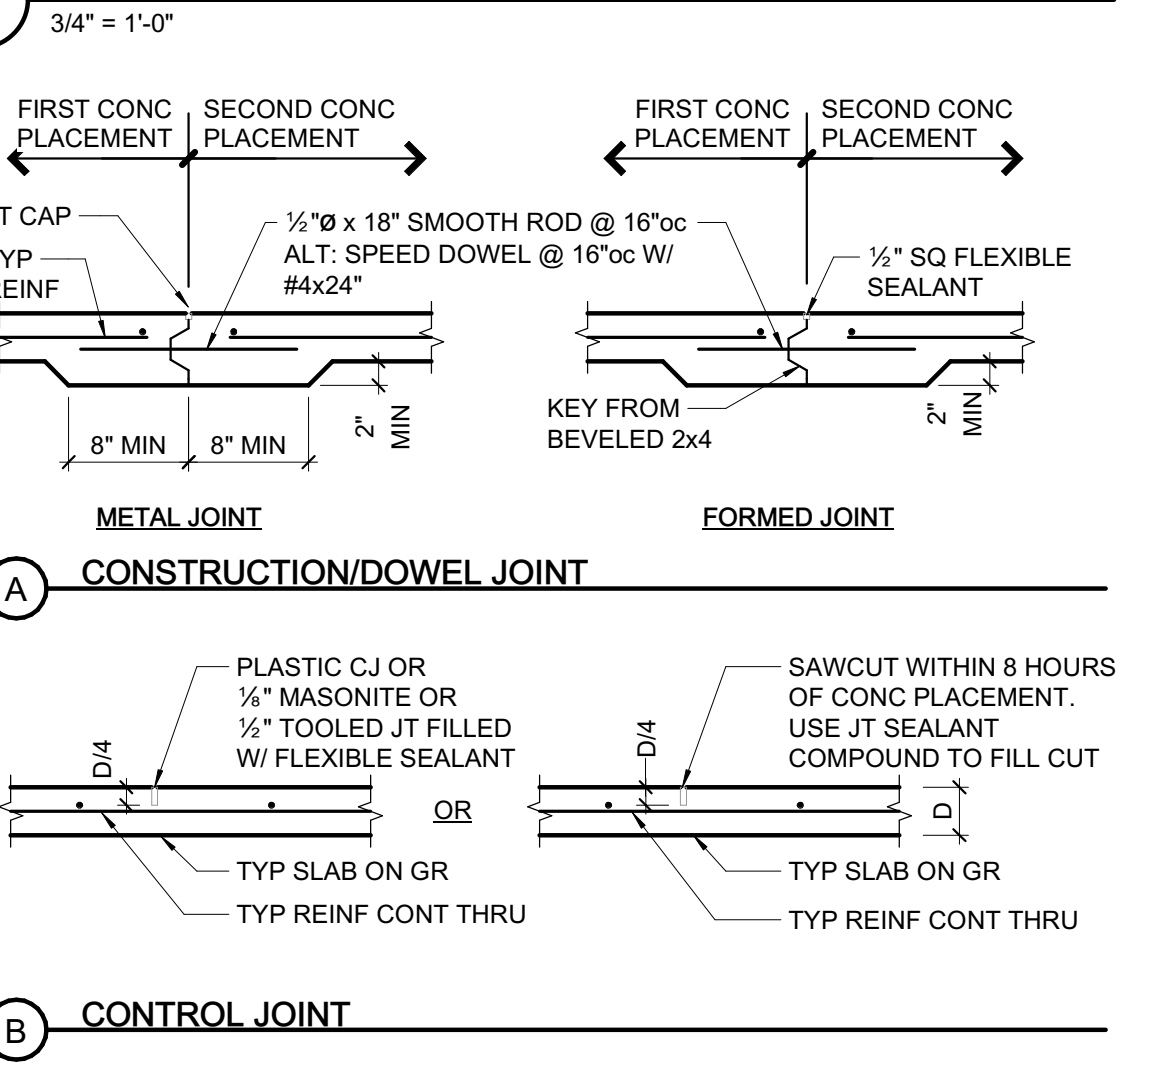 3/4" = 1'-0"
FIRST CONC
PLACEMENT
SECOND CONC
PLACEMENT
FIRST CONC
PLACEMENT
SECOND CONC
PLACEMENT
T CAP
YP
REINF
½"Ø x 18" SMOOTH ROD @ 16"oc
ALT: SPEED DOWEL @ 16"oc W/
#4x24"
½" SQ FLEXIBLE
SEALANT
8" MIN
8" MIN
2"
MIN
KEY FROM
BEVELED 2x4
2"
MIN
METAL JOINT
FORMED JOINT
A
CONSTRUCTION/DOWEL JOINT
PLASTIC CJ OR
⅛" MASONITE OR
½" TOOLED JT FILLED
W/ FLEXIBLE SEALANT
D/4
TYP SLAB ON GR
TYP REINF CONT THRU
OR
SAWCUT WITHIN 8 HOURS
OF CONC PLACEMENT.
USE JT SEALANT
COMPOUND TO FILL CUT
D/4
D
TYP SLAB ON GR
TYP REINF CONT THRU
B
CONTROL JOINT